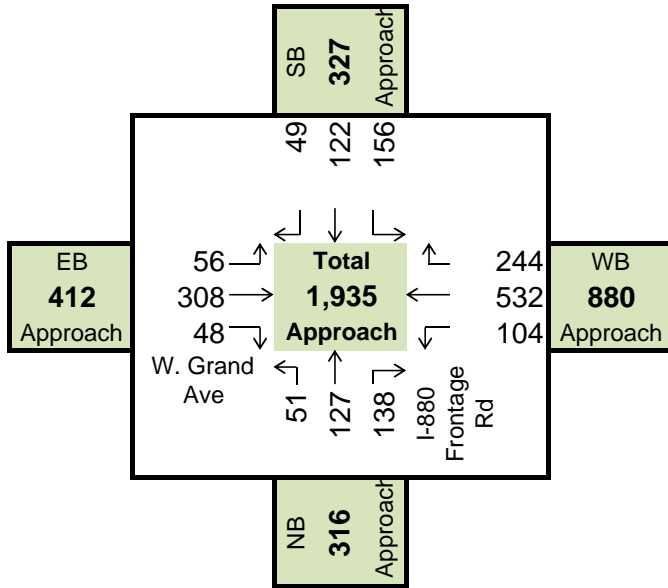 SB
327
Approach
49
122
156
EB
412
Approach
56
308
48
Total
1,935
Approach
244
532
104
WB
880
Approach
W. Grand
Ave
51
127
138
I-880
Frontage
Rd
NB
316
Approach